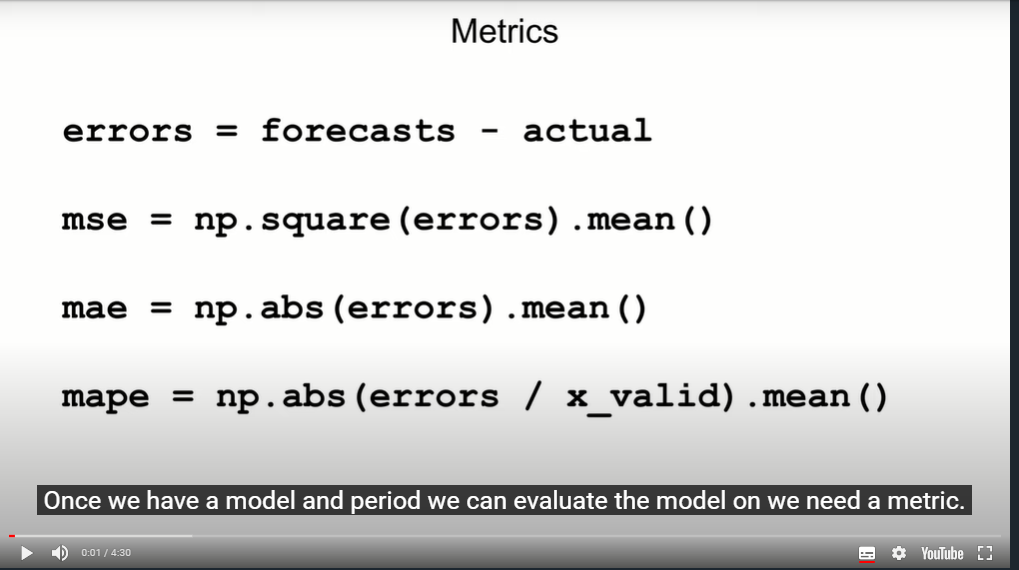 Metrics
errors = forecasts - actual
mse = np.square(errors).mean()
mae = np.abs(errors).mean()
mape = np.abs(errors / x_valid).mean()
Once we have a model and period we can evaluate the model on we need a metric.
0:01 / 4:30
YouTube